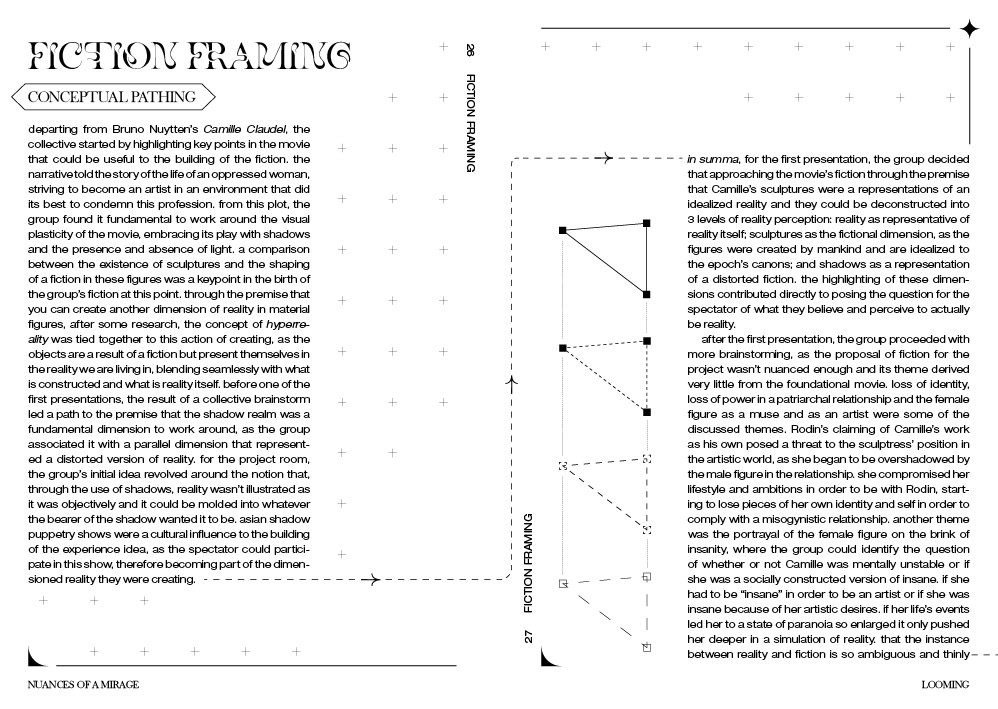 FICTION FRAMING
CONCEPTUAL PATHING
departing from Bruno Nuytten's Camille Claudel, the
collective started by highlighting key points in the movie
that could be useful to the building of the fiction. the
narrative told the story of the life of an oppressed woman,
striving to become an artist in an environment that did
its best to condemn this profession. from this plot, the
group found it fundamental to work around the visual
plasticity of the movie, embracing its play with shadows
and the presence and absence of light. a comparison
between the existence of sculptures and the shaping
of a fiction in these figures was a keypoint in the birth of
the group's fiction at this point. through the premise that
you can create another dimension of reality in material
figures, after some research, the concept of hyperre-
ality was tied together to this action of creating, as the
objects are a result of a fiction but present themselves in
the reality we are living in, blending seamlessly with what
is constructed and what is reality itself. before one of the
first presentations, the result of a collective brainstorm
led a path to the premise that the shadow realm was a
fundamental dimension to work around, as the group
associated it with a parallel dimension that represent-
ed a distorted version of reality. for the project room,
the group's initial idea revolved around the notion that,
through the use of shadows, reality wasn't illustrated as
it was objectively and it could be molded into whatever
the bearer of the shadow wanted it to be. asian shadow
puppetry shows were a cultural influence to the building
of the experience idea, as the spectator could partici-
pate in this show, therefore becoming part of the dimen-
sioned reality they were creating.
NUANCES OF A MIRAGE
26 FICTION FRAMING
27 FICTION FRAMING
in summa, for the first presentation, the group decided
that approaching the movie's fiction through the premise
that Camille's sculptures were a representations of an
idealized reality and they could be deconstructed into
3 levels of reality perception: reality as representative of
reality itself; sculptures as the fictional dimension, as the
figures were created by mankind and are idealized to
the epoch's canons; and shadows as a representation
of a distorted fiction. the highlighting of these dimen-
sions contributed directly to posing the question for the
spectator of what they believe and perceive to actually
be reality.
after the first presentation, the group proceeded with
more brainstorming, as the proposal of fiction for the
project wasn't nuanced enough and its theme derived
very little from the foundational movie. loss of identity,
loss of power in a patriarchal relationship and the female
figure as a muse and as an artist were some of the
discussed themes. Rodin's claiming of Camille's work
as his own posed a threat to the sculptress' position in
the artistic world, as she began to be overshadowed by
the male figure in the relationship. she compromised her
lifestyle and ambitions in order to be with Rodin, start-
ing to lose pieces of her own identity and self in order to
comply with a misogynistic relationship. another theme
was the portrayal of the female figure on the brink of
insanity, where the group could identify the question
of whether or not Camille was mentally unstable or if
she was a socially constructed version of insane. if she
had to be “insane” in order to be an artist or if she was
insane because of her artistic desires. if her life's events
led her to a state of paranoia so enlarged it only pushed
her deeper in a simulation of reality. that the instance
between reality and fiction is so ambiguous and thinly
LOOMING